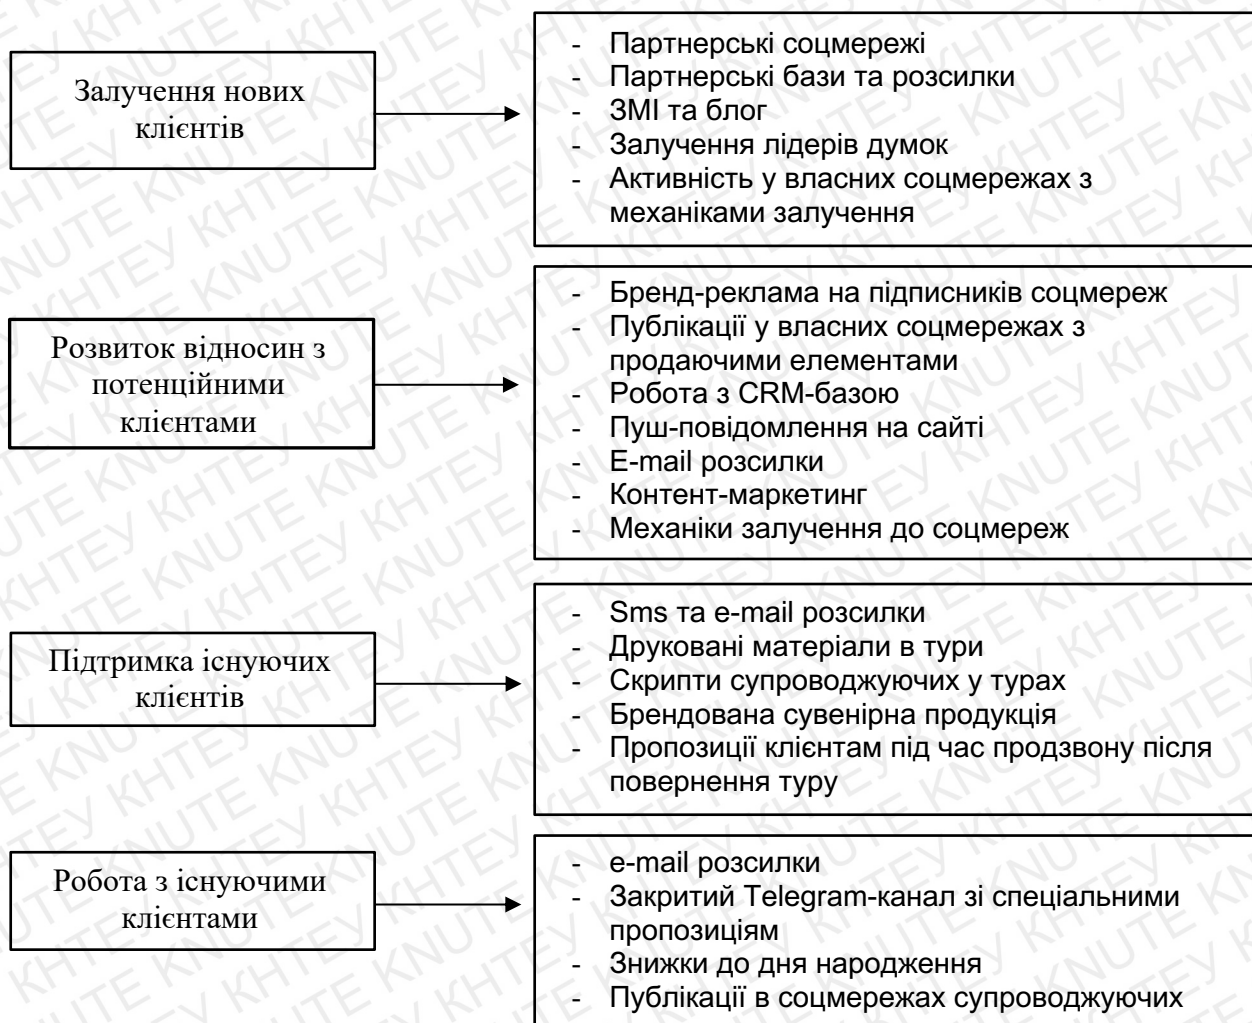 Залучення нових
клієнтів
- Партнерські соцмережі
- Партнерські бази та розсилки
- ЗМІ та блог
- Залучення лідерів думок
- Активність у власних соцмережах з
механіками залучення
Розвиток відносин з
потенційними
клієнтами
- Бренд-реклама на підписників соцмереж
- Публікації у власних соцмережах з
продаючими елементами
- Робота з CRM-базою
- Пуш-повідомлення на сайті
- E-mail розсилки
- Контент-маркетинг
- Механіки залучення до соцмереж
Підтримка існуючих
клієнтів
- Sms та e-mail розсилки
- Друковані матеріали в тури
- Скрипти супроводжуючих у турах
- Брендована сувенірна продукція
- Пропозиції клієнтам під час продзвону після
повернення туру
Робота з існуючими
клієнтами
- e-mail розсилки
- Закритий Telegram-канал зі спеціальними
пропозиціям
- Знижки до дня народження
- Публікації в соцмережах супроводжуючих